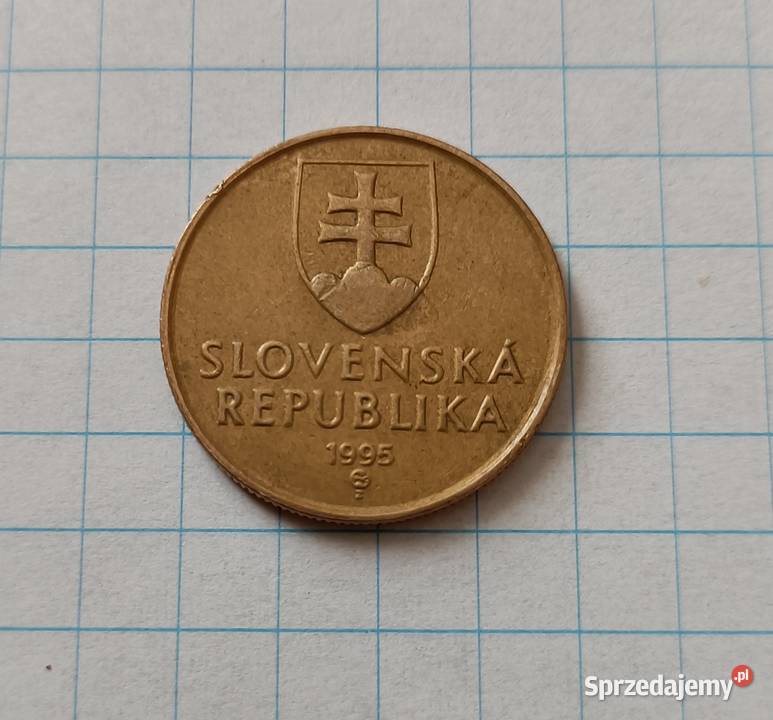 SLOVENSKÁ
REPUBLIKA
1995
Sprzedajemy.pl